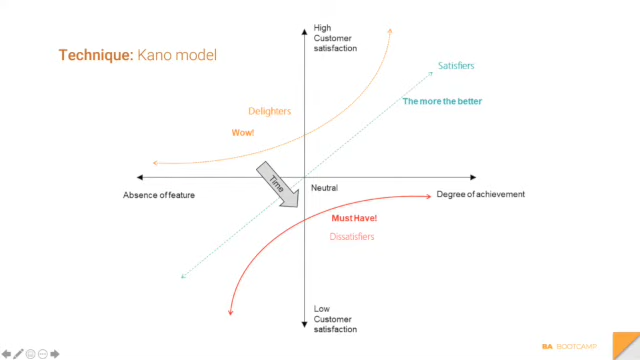 Technique: Kano model
High
Customer
satisfaction
Satisfiers
The more the better
Delighters
Wow!
Time
Absence of feature
Neutral
Degree of achievement
Must Have!
Dissatisfiers
Low
Customer
satisfaction
BA BOOTCAMP